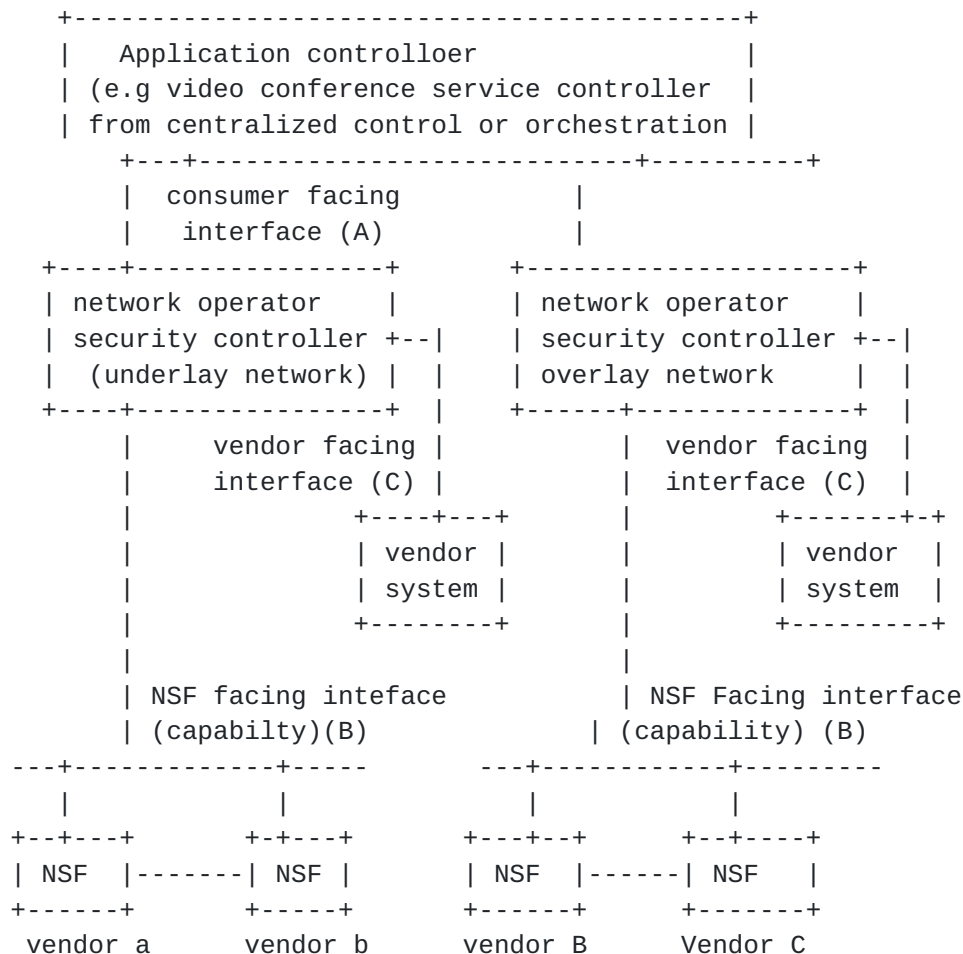 Application controlloer
(e.g video conference service controller
from centralized control or orchestration
consumer facing
interface (A)
network operator
security controller
(underlay network)
network operator
security controller
overlay network
vendor facing
interface (C)
vendor facing
interface (C)
vendor
system
vendor
system
NSF facing inteface
(capabilty)(B)
NSF Facing interface
(capability) (B)
NSF
NSF
NSF
NSF
vendor a
vendor b
vendor B
Vendor C